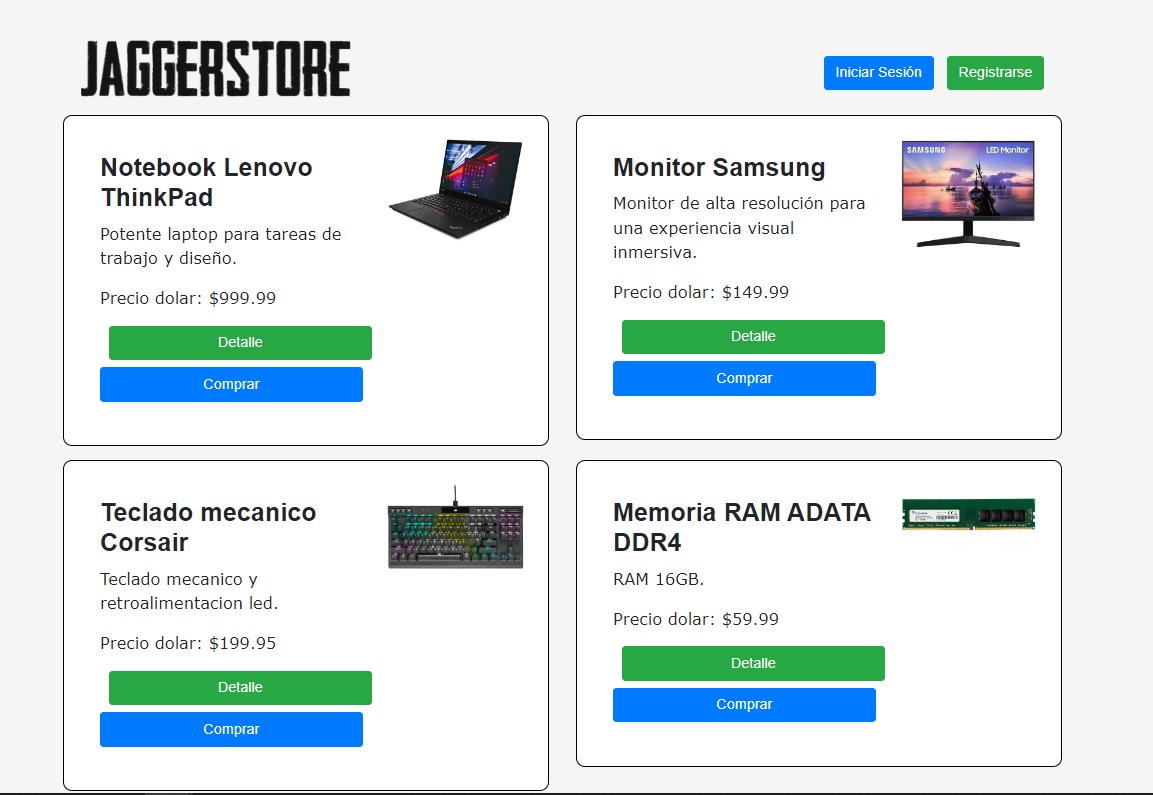 JAGGERSTORE
Iniciar Sesión
Registrarse
Notebook Lenovo
ThinkPad
Potente laptop para tareas de
trabajo y diseño.
Precio dolar: $999.99
Detalle
Comprar
Monitor Samsung
Monitor de alta resolución para
una experiencia visual
inmersiva.
Precio dolar: $149.99
Detalle
Comprar
SAMSUNG
LED Monitor
Teclado mecanico
Corsair
Teclado mecanico y
retroalimentacion led.
Precio dolar: $199.95
Detalle
Comprar
Memoria RAM ADATA
DDR4
RAM 16GB.
Precio dolar: $59.99
Detalle
Comprar